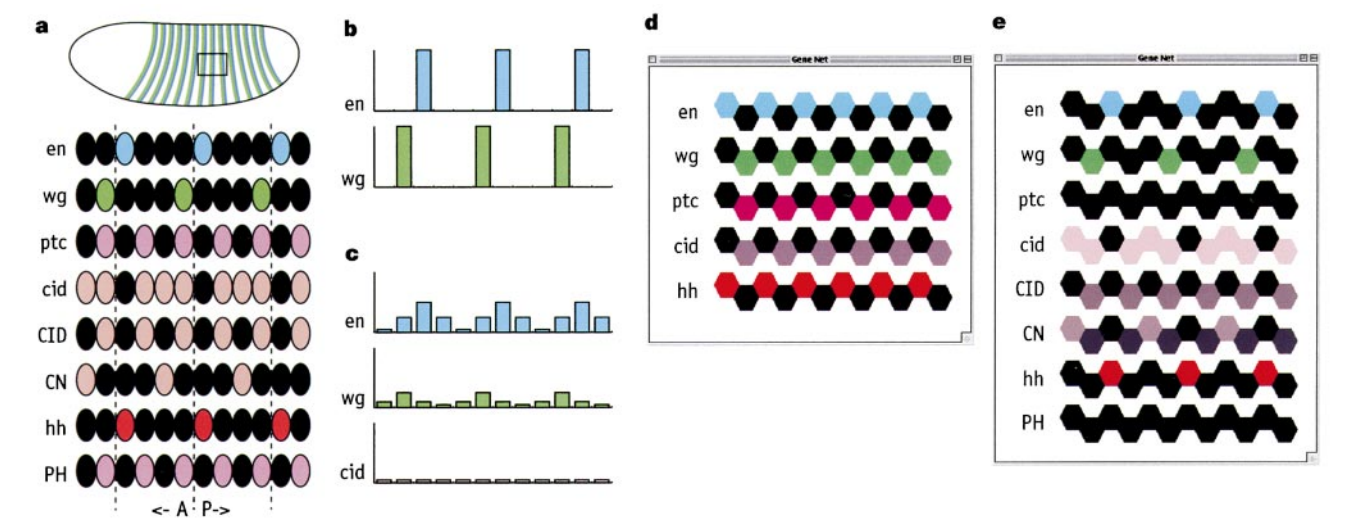 a
en
wg
ptc
cid
CID
CN
hh
PH
<- A P->
b
en
wg
c
en
wg
cid
d
Gene Net
en
wg
ptc
cid
hh
e
Gene Net
en
wg
ptc
cid
CID
CN
hh
PH